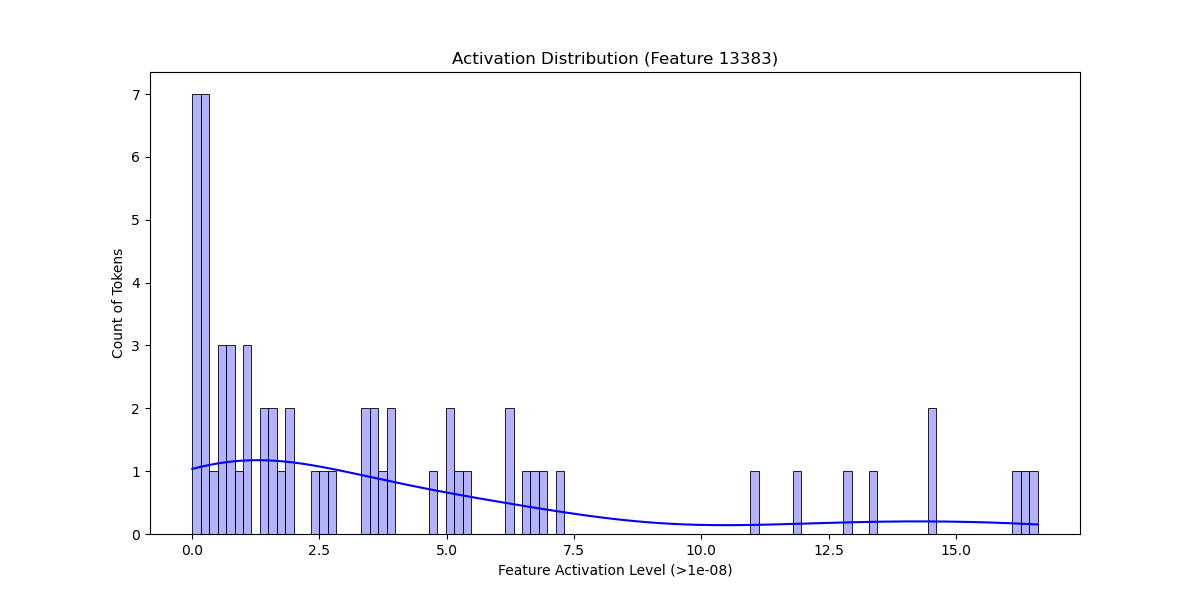 Activation Distribution (Feature 13383)
Count of Tokens
7
6
5
4
3
2
1
0
0.0 2.5 5.0 7.5 10.0 12.5 15.0
Feature Activation Level (>1e-08)